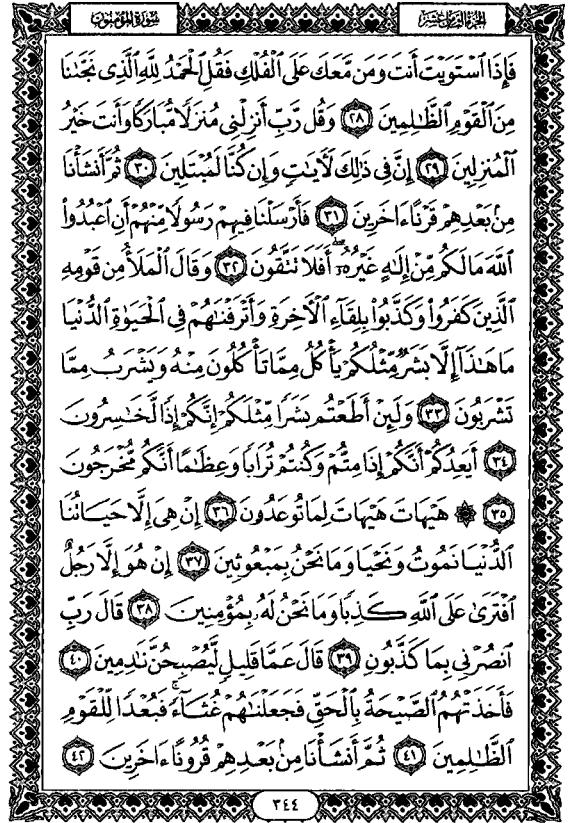 سورة المؤمنون
الجزء الثامن عشر
فَإِذَا ٱسۡتَوَيۡتَ أَنتَ وَمَن مَّعَكَ عَلَى ٱلۡفُلۡكِ فَقُلِ ٱلۡحَمۡدُ لِلَّهِ ٱلَّذِي نَجَّىٰنَا
مِنَ ٱلۡقَوۡمِ ٱلظَّٰلِمِينَ ٢٨ وَقُل رَّبِّ أَنزِلۡنِي مُنزَلٗا مُّبَارَكٗا وَأَنتَ خَيۡرُ
ٱلۡمُنزِلِينَ ٢٩ إِنَّ فِي ذَٰلِكَ لَأٓيَٰتٖ وَإِن كُنَّا لَمُبۡتَلِينَ ٣٠ ثُمَّ أَنشَأۡنَا
مِنۢ بَعۡدِهِمۡ قَرۡنًا ءَاخَرِينَ ٣١ فَأَرۡسَلۡنَا فِيهِمۡ رَسُولٗا مِّنۡهُمۡ أَنِ ٱعۡبُدُواْ
ٱللَّهَ مَا لَكُم مِّنۡ إِلَٰهٍ غَيۡرُهُۥٓۖ أَفَلَا تَتَّقُونَ ٣٢ وَقَالَ ٱلۡمَلَأُ مِن قَوۡمِهِ
ٱلَّذِينَ كَفَرُواْ وَكَذَّبُواْ بِلِقَآءِ ٱلۡأٓخِرَةِ وَأَتۡرَفۡنَٰهُمۡ فِي ٱلۡحَيَوٰةِ ٱلدُّنۡيَا
مَا هَٰذَآ إِلَّا بَشَرٞ مِّثۡلُكُمۡ يَأۡكُلُ مِمَّا تَأۡكُلُونَ مِنۡهُ وَيَشۡرَبُ مِمَّا
تَشۡرَبُونَ ٣٣ وَلَئِنۡ أَطَعۡتُم بَشَرٗا مِّثۡلَكُمۡ إِنَّكُمۡ إِذٗا لَّخَٰسِرُونَ
٣٤ أَيَعِدُكُمۡ أَنَّكُمۡ إِذَا مِتُّمۡ وَكُنتُمۡ تُرَابٗا وَعِظَٰمًا أَنَّكُم مُّخۡرَجُونَ
٣٥ ۞ هَيۡهَاتَ هَيۡهَاتَ لِمَا تُوعَدُونَ ٣٦ إِنۡ هِيَ إِلَّا حَيَاتُنَا
ٱلدُّنۡيَا نَمُوتُ وَنَحۡيَا وَمَا نَحۡنُ بِمَبۡعُوثِينَ ٣٧ إِنۡ هُوَ إِلَّا رَجُلٌ
ٱفۡتَرَىٰ عَلَى ٱللَّهِ كَذِبٗا وَمَا نَحۡنُ لَهُۥ بِمُؤۡمِنِينَ ٣٨ قَالَ رَبِّ
ٱنصُرۡنِي بِمَا كَذَّبُونِ ٣٩ قَالَ عَمَّا قَلِيلٖ لَّيُصۡبِحُنَّ نَٰدِمِينَ ٤٠
فَأَخَذَتۡهُمُ ٱلصَّيۡحَةُ بِٱلۡحَقِّ فَجَعَلۡنَٰهُمۡ غُثَآءٗۚ فَبُعۡدٗا لِّلۡقَوۡمِ
ٱلظَّٰلِمِينَ ٤١ ثُمَّ أَنشَأۡنَا مِنۢ بَعۡدِهِمۡ قُرُونًا ءَاخَرِينَ ٤٢
٣٤٤